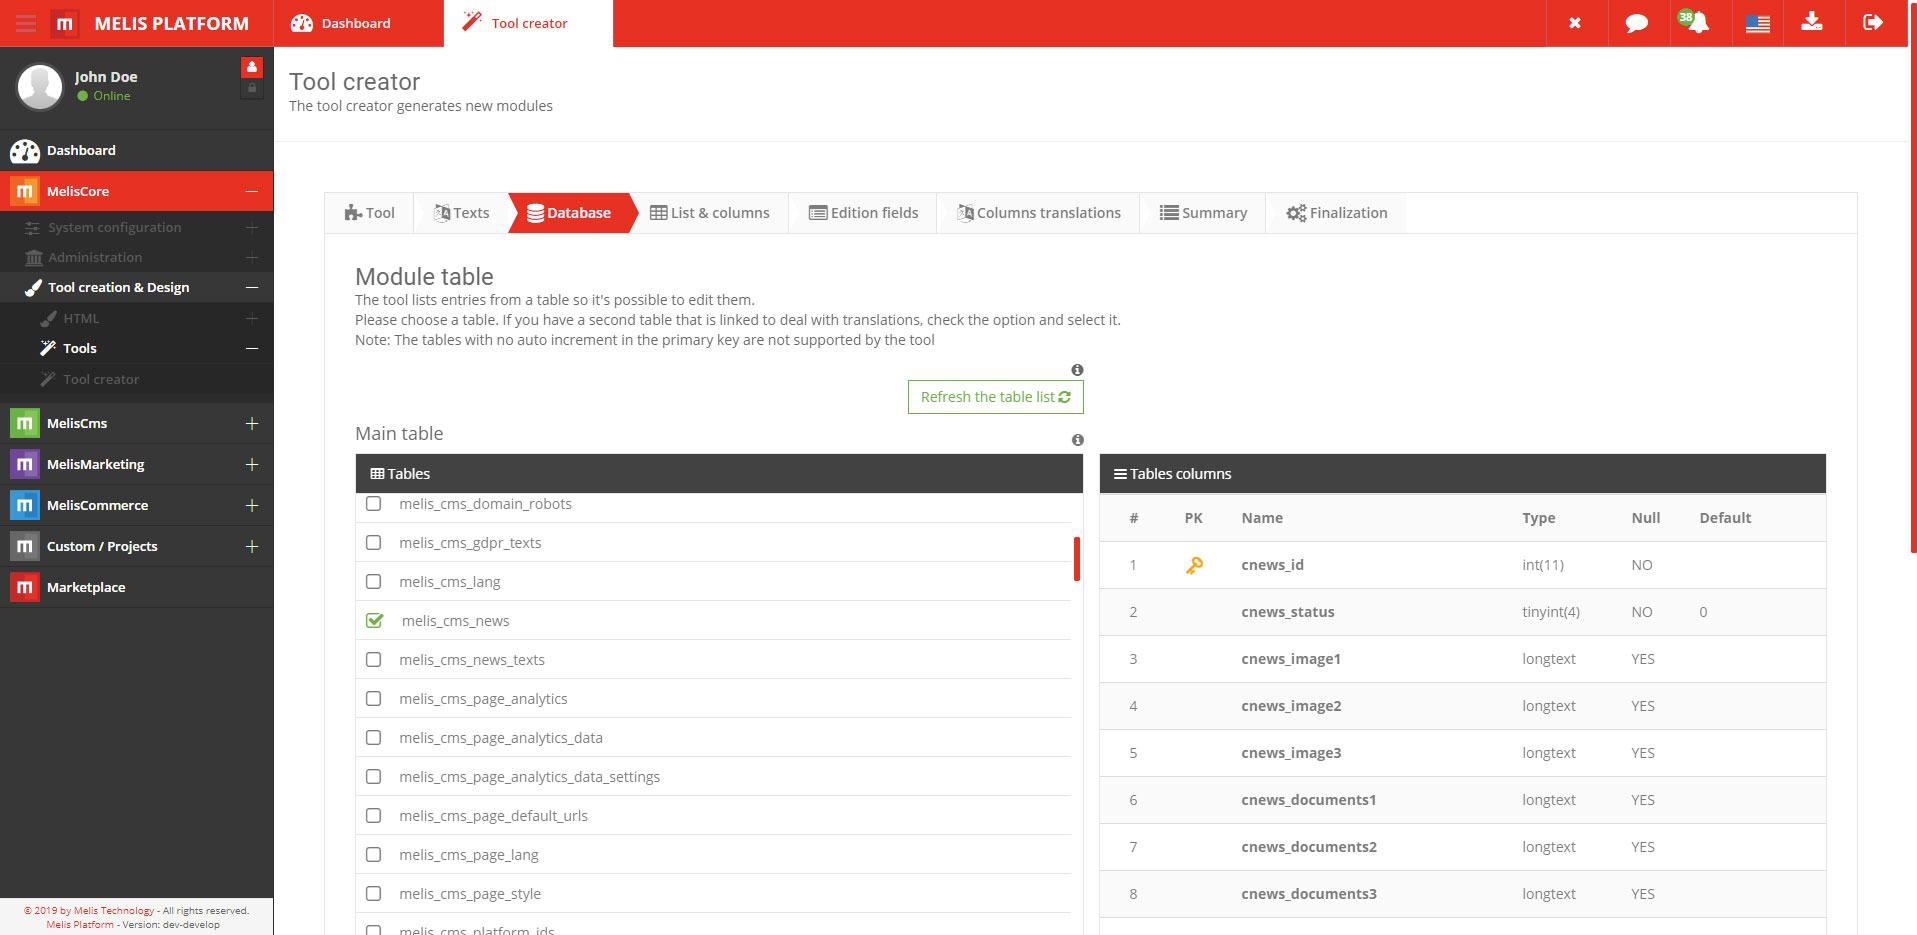 MELIS PLATFORM
Dashboard
Tool creator
38
John Doe
Online
Dashboard
MelisCore
System configuration
Administration
Tool creation & Design
HTML
Tools
Tool creator
MelisCms
MelisMarketing
MelisCommerce
Custom / Projects
Marketplace
© 2019 by Melis Technology - All rights reserved.
Melis Platform - Version: dev-develop
Tool creator
The tool creator generates new modules
Tool
Texts
Database
List & columns
Edition fields
Columns translations
Summary
Finalization
Module table
The tool lists entries from a table so it's possible to edit them.
Please choose a table. If you have a second table that is linked to deal with translations, check the option and select it.
Note: The tables with no auto increment in the primary key are not supported by the tool
Refresh the table list
Main table
Tables
melis_cms_domain_robots
melis_cms_gdpr_texts
melis_cms_lang
melis_cms_news
melis_cms_news_texts
melis_cms_page_analytics
melis_cms_page_analytics_data
melis_cms_page_analytics_data_settings
melis_cms_page_default_urls
melis_cms_page_lang
melis_cms_page_style
melis_cms_platform_ids
Tables columns
# PK Name Type Null Default
1 cnews_id int(11) NO
2 cnews_status tinyint(4) NO 0
3 cnews_image1 longtext YES
4 cnews_image2 longtext YES
5 cnews_image3 longtext YES
6 cnews_documents1 longtext YES
7 cnews_documents2 longtext YES
8 cnews_documents3 longtext YES